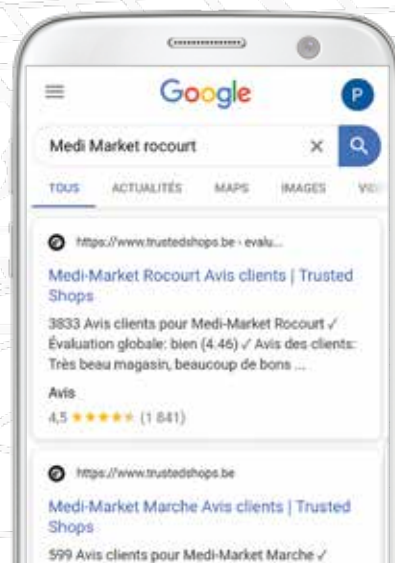 Google
P
Medi Market rocourt
TOUS ACTUALITÉS MAPS IMAGES
https://www.trustedshops.be › evalu...
Medi-Market Rocourt Avis clients | Trusted
Shops
3833 Avis clients pour Medi-Market Rocourt ✓
Évaluation globale: bien (4.46) ✓ Avis des clients:
Très beau magasin, beaucoup de bons ...
Avis
4,5 ★★★★★ (1 841)
https://www.trustedshops.be
Medi-Market Marche Avis clients | Trusted
Shops
599 Avis clients pour Medi-Market Marche ✓